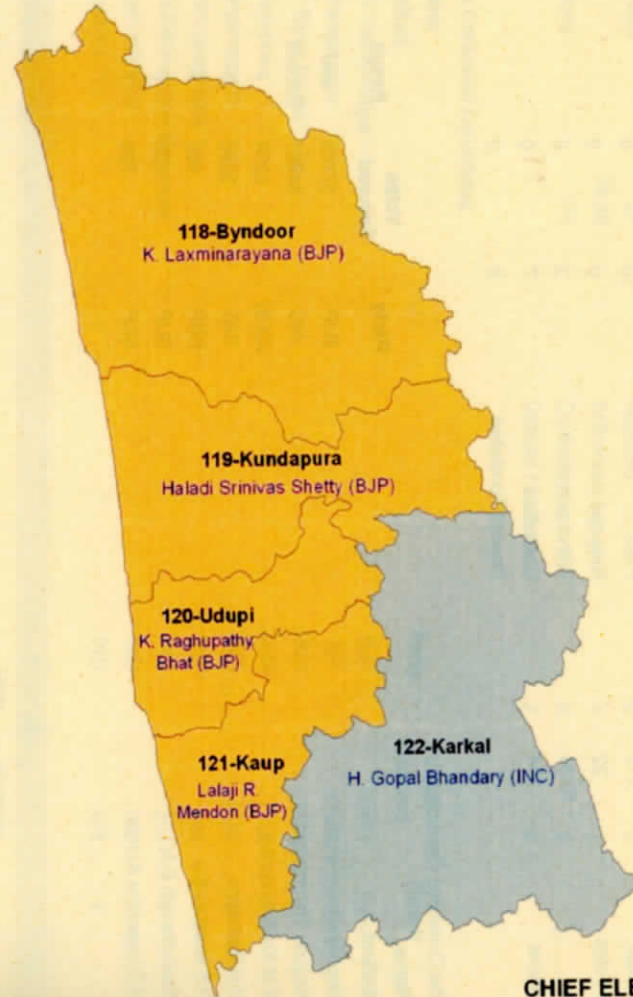 118-Byndoor
K. Laxminarayana (BJP)
119-Kundapura
Haladi Srinivas Shetty (BJP)
120-Udupi
K. Raghupathy
Bhat (BJP)
121-Kaup
Lalaji R.
Mendon (BJP)
122-Karkal
H. Gopal Bhandary (INC)
CHIEF